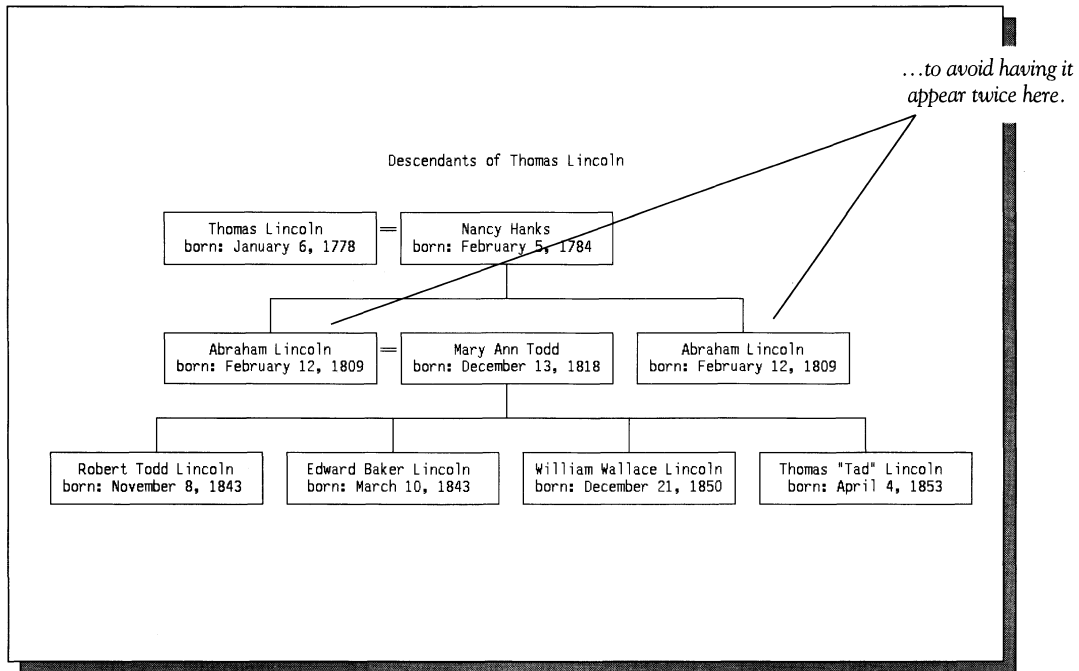 ...to avoid having it
appear twice here.
Descendants of Thomas Lincoln
Thomas Lincoln
born: January 6, 1778
Nancy Hanks
born: February 5, 1784
Abraham Lincoln
born: February 12, 1809
Mary Ann Todd
born: December 13, 1818
Abraham Lincoln
born: February 12, 1809
Robert Todd Lincoln
born: November 8, 1843
Edward Baker Lincoln
born: March 10, 1843
William Wallace Lincoln
born: December 21, 1850
Thomas "Tad" Lincoln
born: April 4, 1853